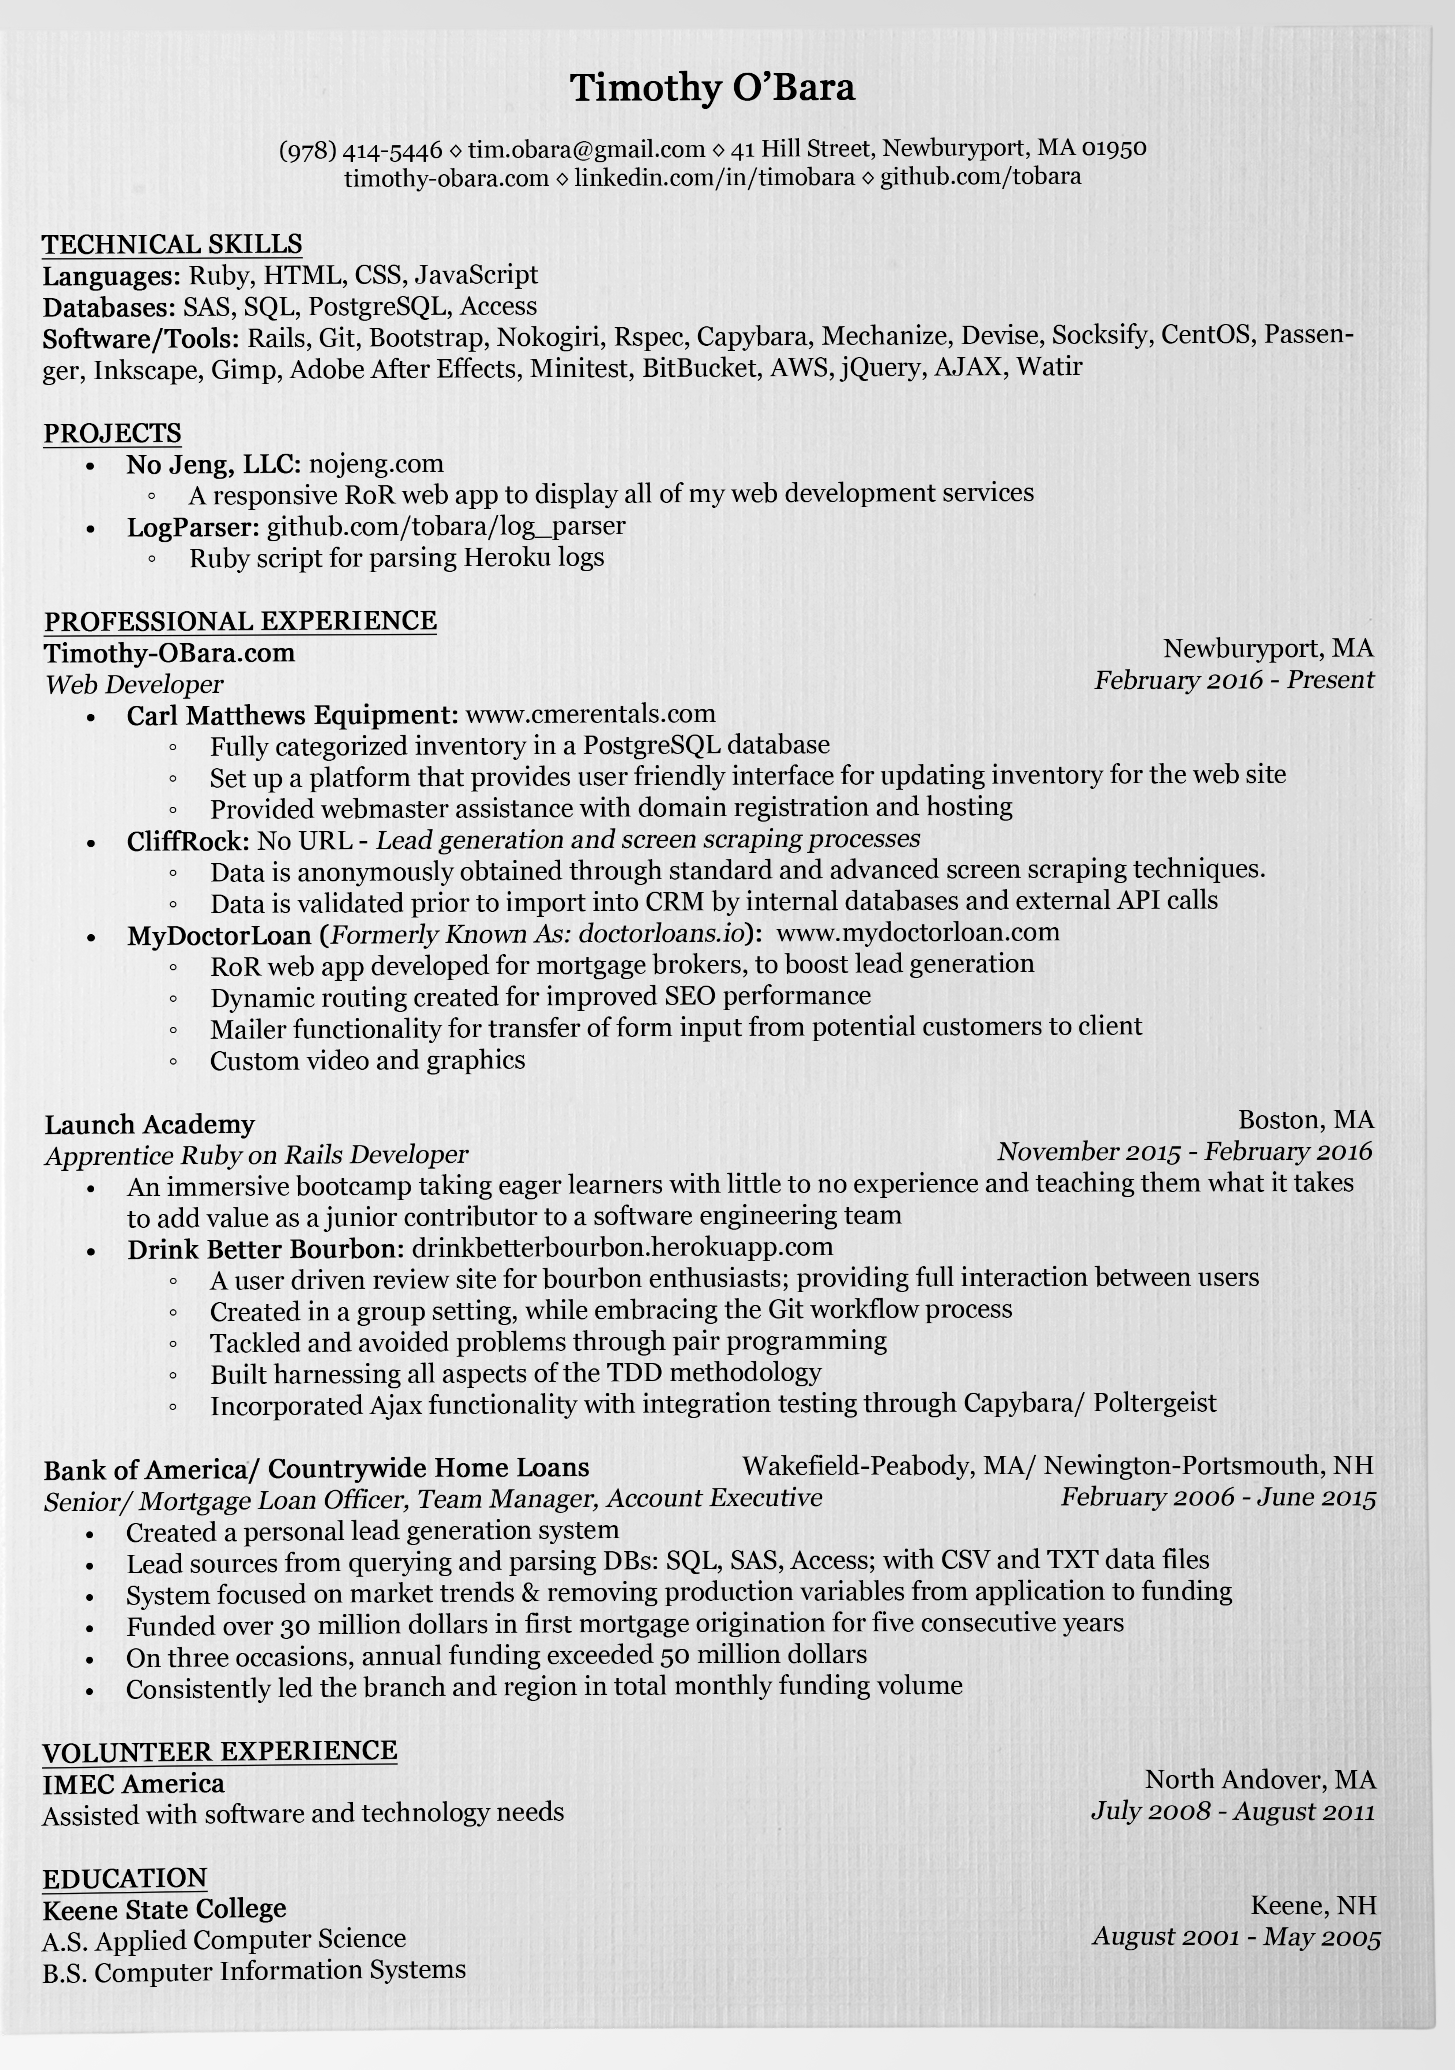 Timothy O'Bara
(978) 414-5446 ⋄ tim.obara@gmail.com ⋄ 41 Hill Street, Newburyport, MA 01950
timothy-obara.com ⋄ linkedin.com/in/timobara ⋄ github.com/tobara
TECHNICAL SKILLS
Languages: Ruby, HTML, CSS, JavaScript
Databases: SAS, SQL, PostgreSQL, Access
Software/Tools: Rails, Git, Bootstrap, Nokogiri, Rspec, Capybara, Mechanize, Devise, Socksify, CentOS, Passen-
ger, Inkscape, Gimp, Adobe After Effects, Minitest, BitBucket, AWS, jQuery, AJAX, Watir
PROJECTS
• No Jeng, LLC: nojeng.com
◦ A responsive RoR web app to display all of my web development services
• LogParser: github.com/tobara/log_parser
◦ Ruby script for parsing Heroku logs
PROFESSIONAL EXPERIENCE
Timothy-OBara.com Newburyport, MA
Web Developer February 2016 - Present
• Carl Matthews Equipment: www.cmerentals.com
◦ Fully categorized inventory in a PostgreSQL database
◦ Set up a platform that provides user friendly interface for updating inventory for the web site
◦ Provided webmaster assistance with domain registration and hosting
• CliffRock: No URL - Lead generation and screen scraping processes
◦ Data is anonymously obtained through standard and advanced screen scraping techniques.
◦ Data is validated prior to import into CRM by internal databases and external API calls
• MyDoctorLoan (Formerly Known As: doctorloans.io): www.mydoctorloan.com
◦ RoR web app developed for mortgage brokers, to boost lead generation
◦ Dynamic routing created for improved SEO performance
◦ Mailer functionality for transfer of form input from potential customers to client
◦ Custom video and graphics
Launch Academy Boston, MA
Apprentice Ruby on Rails Developer November 2015 - February 2016
• An immersive bootcamp taking eager learners with little to no experience and teaching them what it takes
to add value as a junior contributor to a software engineering team
• Drink Better Bourbon: drinkbetterbourbon.herokuapp.com
◦ A user driven review site for bourbon enthusiasts; providing full interaction between users
◦ Created in a group setting, while embracing the Git workflow process
◦ Tackled and avoided problems through pair programming
◦ Built harnessing all aspects of the TDD methodology
◦ Incorporated Ajax functionality with integration testing through Capybara/ Poltergeist
Bank of America/ Countrywide Home Loans Wakefield-Peabody, MA/ Newington-Portsmouth, NH
Senior/ Mortgage Loan Officer, Team Manager, Account Executive February 2006 - June 2015
• Created a personal lead generation system
• Lead sources from querying and parsing DBs: SQL, SAS, Access; with CSV and TXT data files
• System focused on market trends & removing production variables from application to funding
• Funded over 30 million dollars in first mortgage origination for five consecutive years
• On three occasions, annual funding exceeded 50 million dollars
• Consistently led the branch and region in total monthly funding volume
VOLUNTEER EXPERIENCE
IMEC America North Andover, MA
Assisted with software and technology needs July 2008 - August 2011
EDUCATION
Keene State College Keene, NH
A.S. Applied Computer Science August 2001 - May 2005
B.S. Computer Information Systems